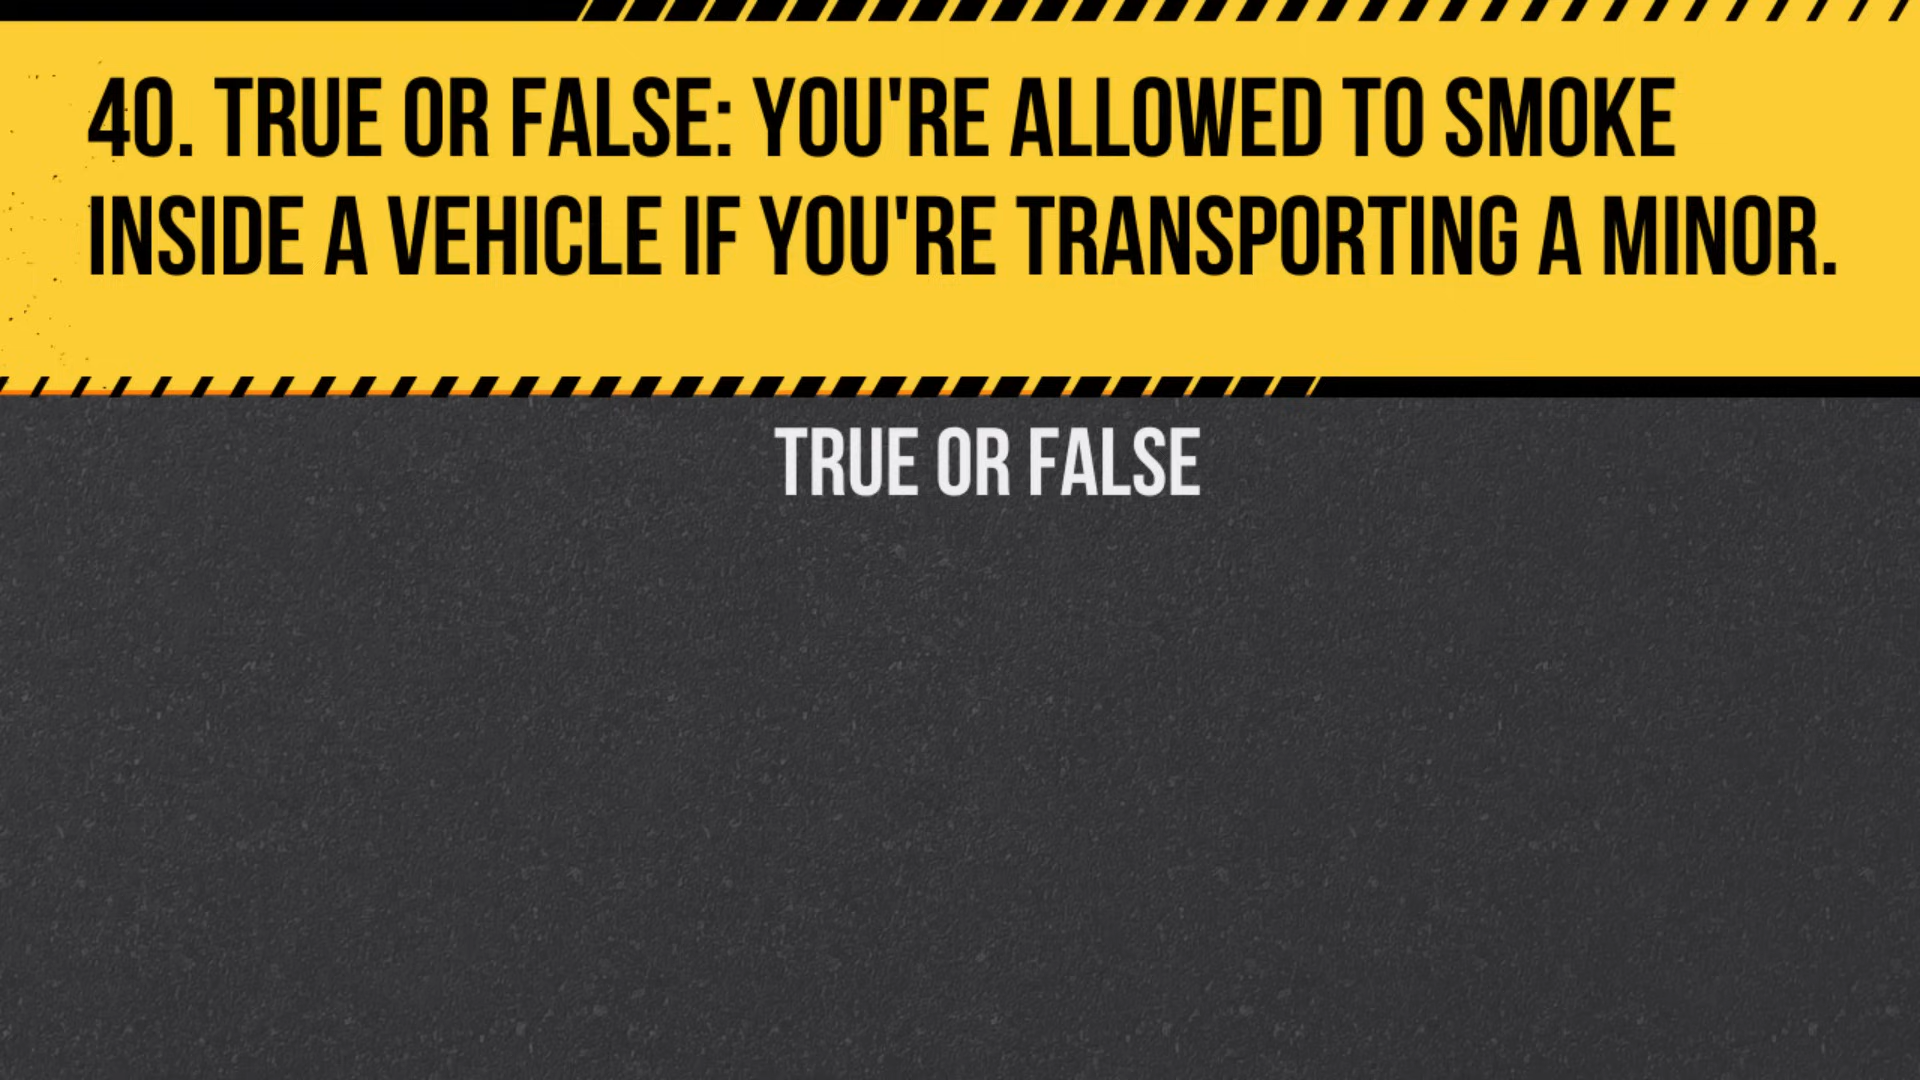 40. TRUE OR FALSE: YOU'RE ALLOWED TO SMOKE
INSIDE A VEHICLE IF YOU'RE TRANSPORTING A MINOR.
TRUE OR FALSE